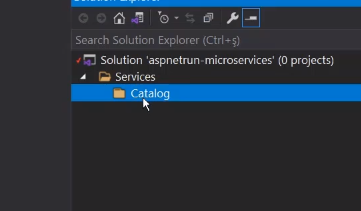 Solution Explorer
Search Solution Explorer (Ctrl+ş)
Solution 'aspnetrun-microservices' (0 projects)
Services
Catalog